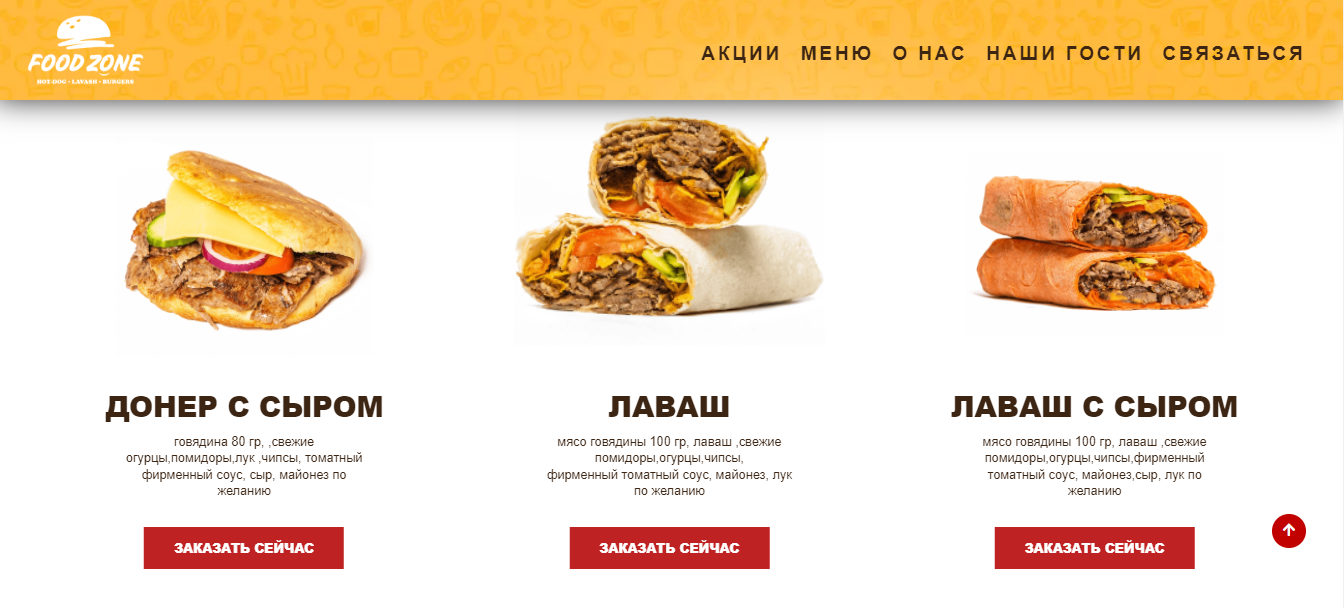 FOOD ZONE
HOT-DOG • LAVASH • BURGERS
АКЦИИ МЕНЮ О НАС НАШИ ГОСТИ СВЯЗАТЬСЯ
ДОНЕР С СЫРОМ
говядина 80 гр, ,свежие
огурцы,помидоры,лук ,чипсы, томатный
фирменный соус, сыр, майонез по
желанию
ЗАКАЗАТЬ СЕЙЧАС
ЛАВАШ
мясо говядины 100 гр, лаваш ,свежие
помидоры,огурцы,чипсы,
фирменный томатный соус, майонез, лук
по желанию
ЗАКАЗАТЬ СЕЙЧАС
ЛАВАШ С СЫРОМ
мясо говядины 100 гр, лаваш ,свежие
помидоры,огурцы,чипсы,фирменный
томатный соус, майонез,сыр, лук по
желанию
ЗАКАЗАТЬ СЕЙЧАС